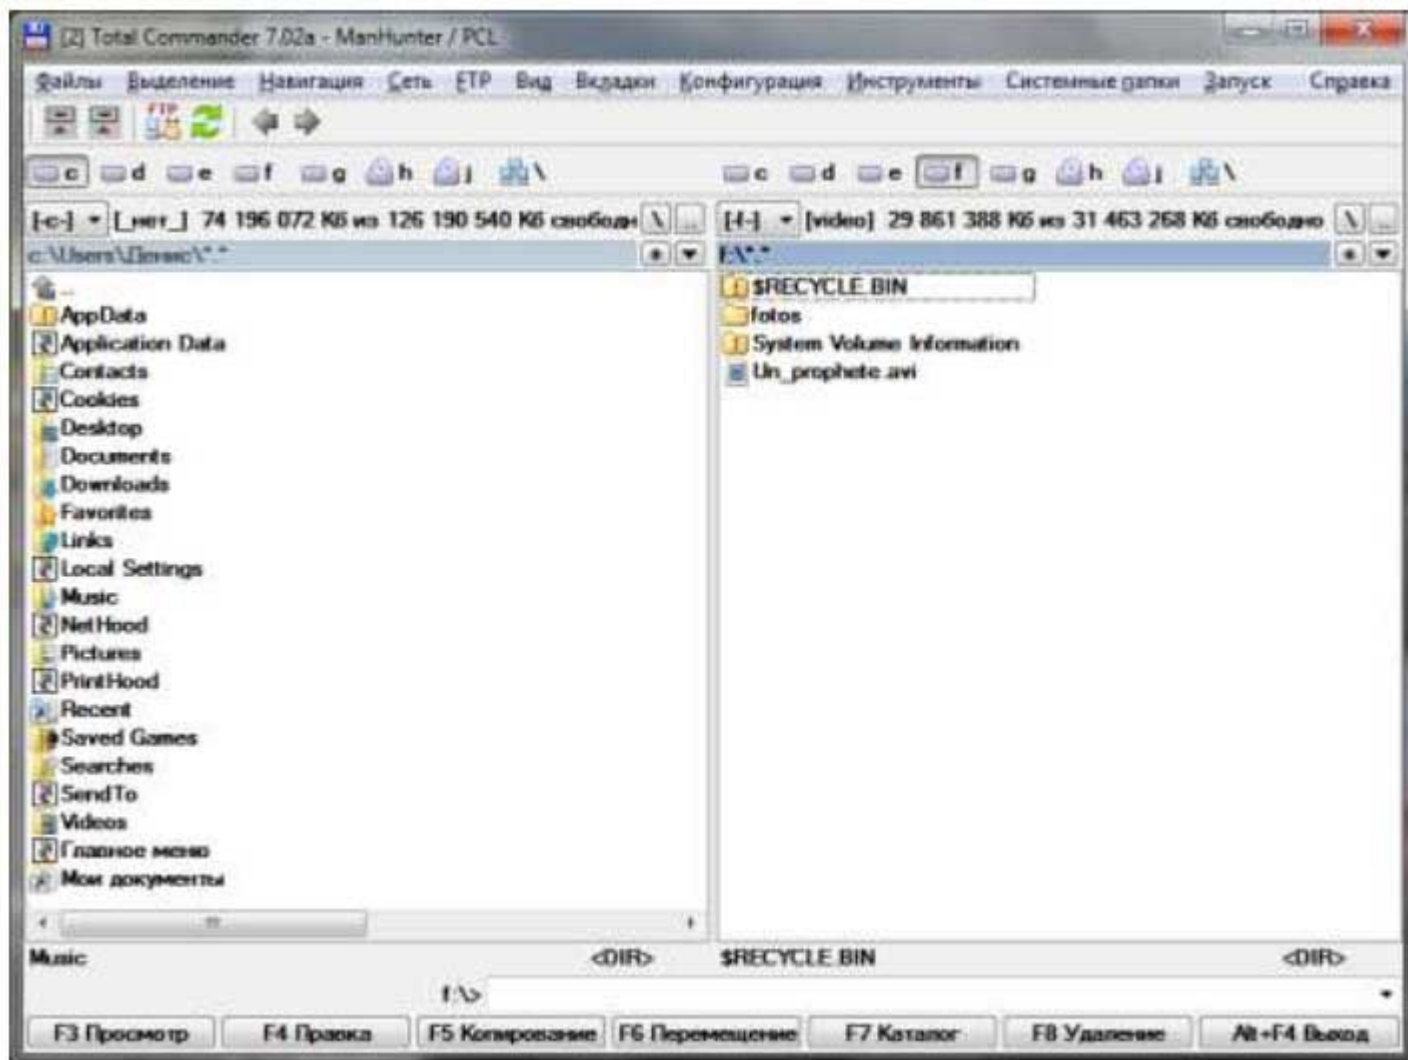 [2] Total Commander 7.02a - ManHunter / PCL
Файлы Выделение Навигация Сеть FTP Вид Вкладки Конфигурация Инструменты Системные папки Запуск Справка
FTP
c d e f g h j \ c d e f g h j \
[-c-] [_нет_] 74 196 072 Кб из 126 190 540 Кб свободн \ .. [-f-] [video] 29 861 388 Кб из 31 463 268 Кб свободно \ ..
c:\Users\Денис\*.* * f:\*.* *
..
AppData
Application Data
Contacts
Cookies
Desktop
Documents
Downloads
Favorites
Links
Local Settings
Music
NetHood
Pictures
PrintHood
Recent
Saved Games
Searches
SendTo
Videos
Главное меню
Мои документы
$RECYCLE.BIN
fotos
System Volume Information
Un_prophete.avi
Music <DIR> $RECYCLE.BIN <DIR>
f:\>
F3 Просмотр F4 Правка F5 Копирование F6 Перемещение F7 Каталог F8 Удаление Alt+F4 Выход